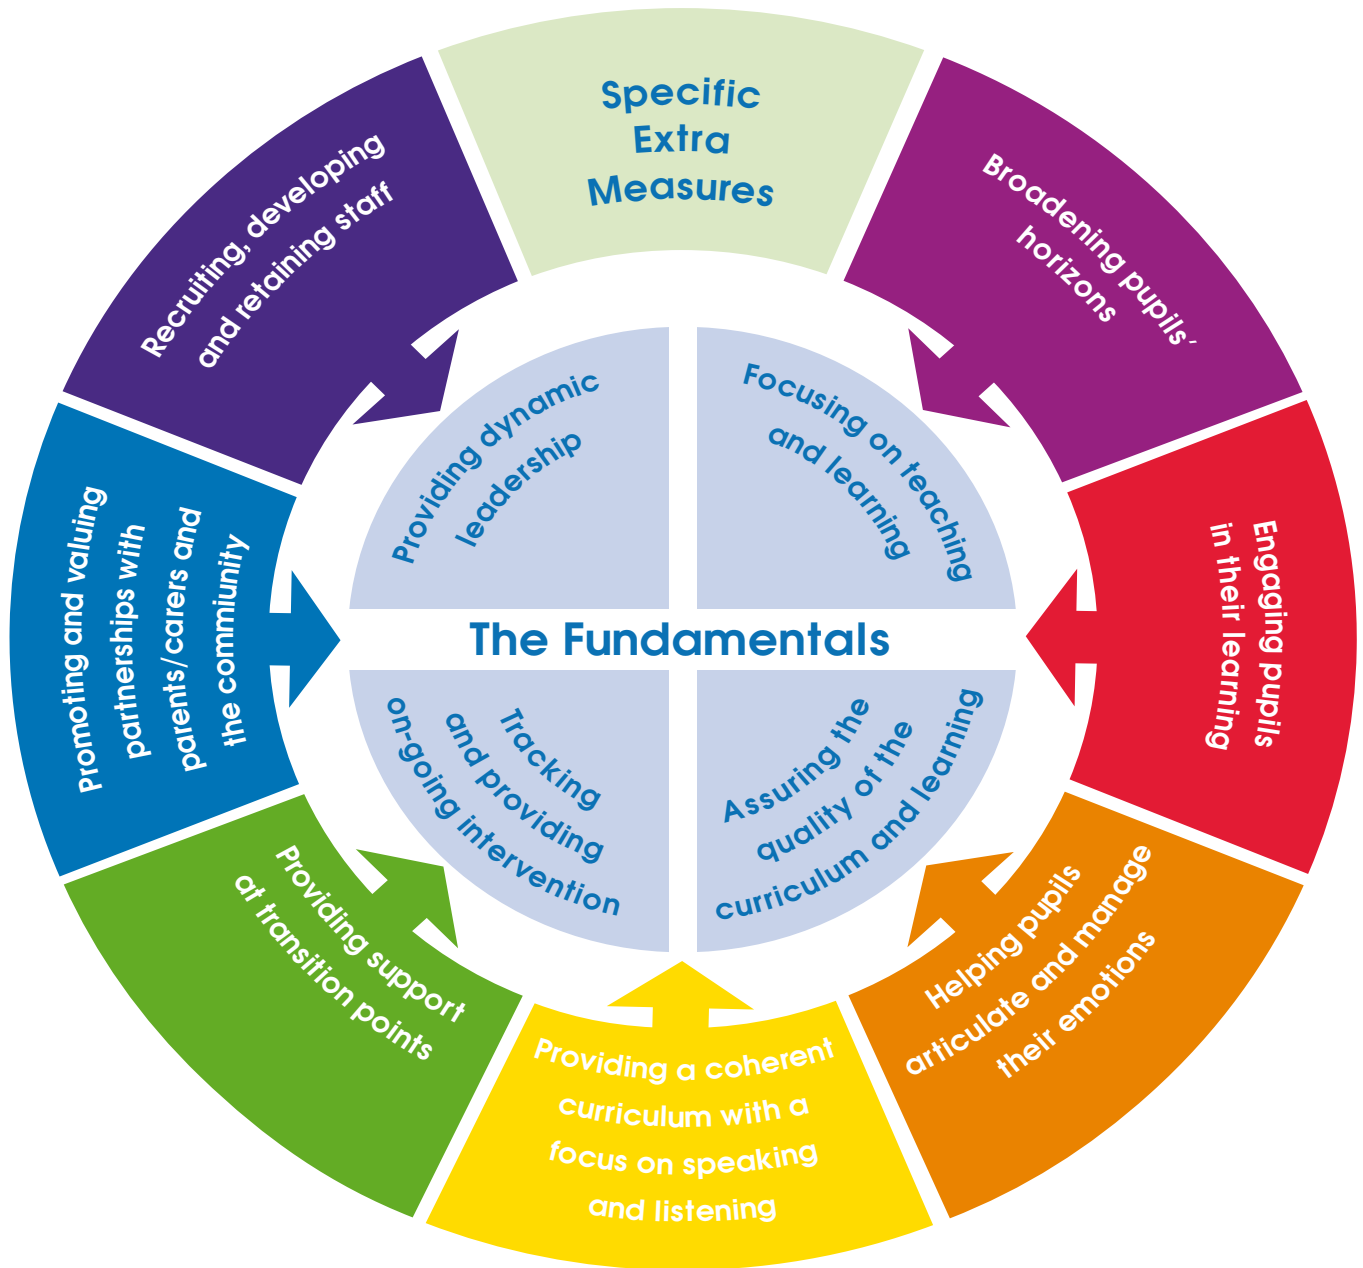 Specific
Extra
Measures
Broadening pupils’
horizons
Engaging pupils
in their learning
Helping pupils
articulate and manage
their emotions
Providing a coherent
curriculum with a
focus on speaking
and listening
Providing support
at transition points
Promoting and valuing
partnerships with
parents/carers and
the commiunity
Recruiting, developing
and retaining staff
Providing dynamic
leadership
Focusing on teaching
and learning
The Fundamentals
Tracking
and providing
on-going intervention
Assuring the
quality of the
curriculum and learning